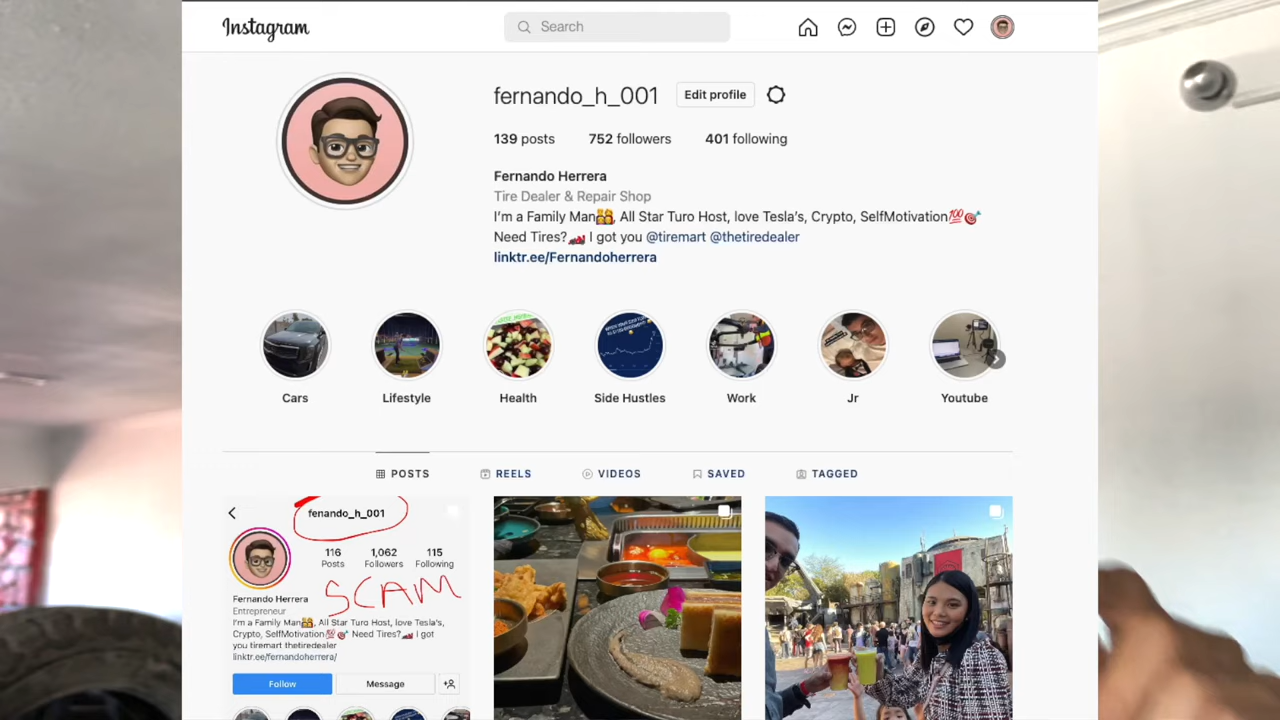 Instagram
Search
fernando_h_001 Edit profile
139 posts 752 followers 401 following
Fernando Herrera
Tire Dealer & Repair Shop
I'm a Family Man👨‍👩‍👧‍👦, All Star Turo Host, love Tesla's, Crypto, SelfMotivation💯🎯
Need Tires?🏎️ I got you @tiremart @thetiredealer
linktr.ee/Fernandoherrera
Cars Lifestyle Health Side Hustles Work Jr Youtube
POSTS REELS VIDEOS SAVED TAGGED
fenando_h_001
116 1,062 115
Posts Followers Following
SCAM
Fernando Herrera
Entrepreneur
I'm a Family Man👨‍👩‍👧‍👦, All Star Turo Host, love Tesla's,
Crypto, SelfMotivation💯🎯 Need Tires?🏎️ I got
you tiremart thetiredealer
linktr.ee/fernandoherrera/
Follow Message